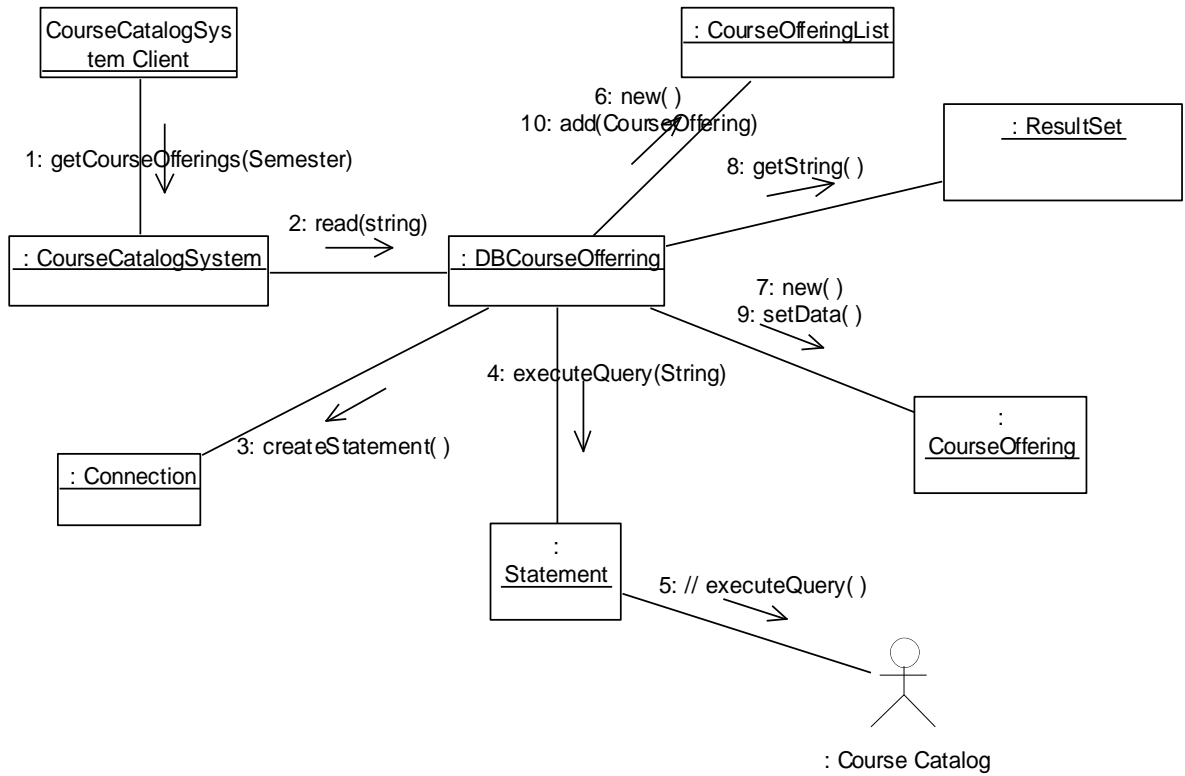 CourseCatalogSys
tem Client
: CourseOfferingList
6: new( )
10: add(CourseOffering)
: ResultSet
1: getCourseOfferings(Semester)
8: getString( )
2: read(string)
: CourseCatalogSystem
: DBCourseOfferring
7: new( )
9: setData( )
4: executeQuery(String)
3: createStatement( )
:
CourseOffering
: Connection
:
Statement
5: // executeQuery( )
: Course Catalog